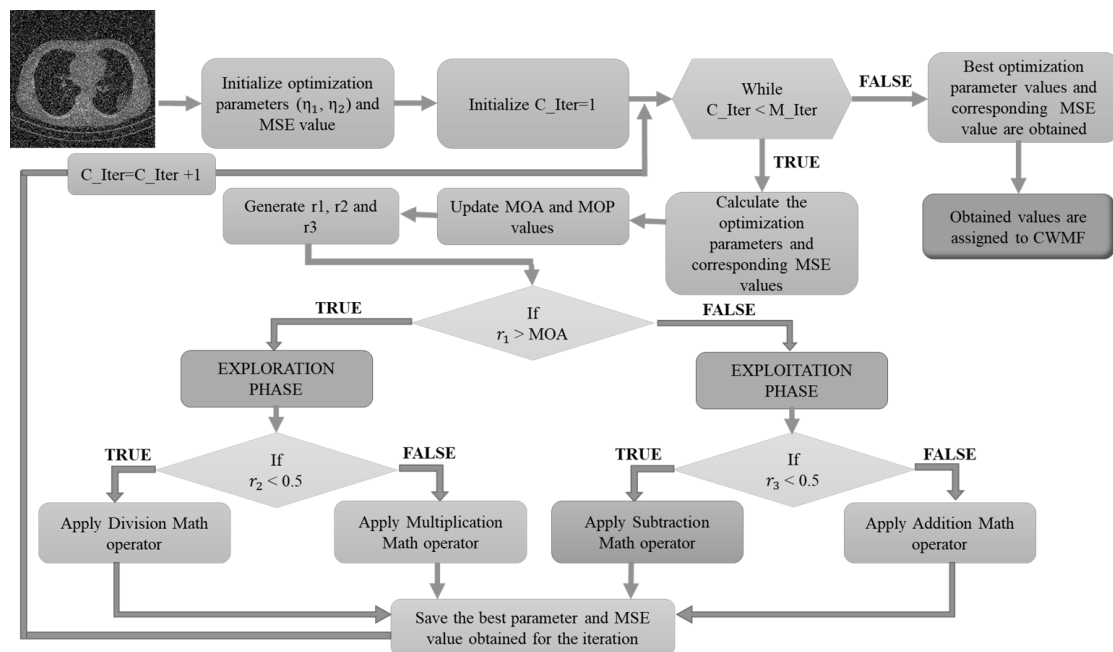 Initialize optimization
parameters (η₁, η₂) and
MSE value
Initialize C_Iter=1
While
C_Iter < M_Iter
FALSE
Best optimization
parameter values and
corresponding MSE
value are obtained
TRUE
C_Iter=C_Iter +1
Generate r1, r2 and
r3
Update MOA and MOP
values
Calculate the
optimization
parameters and
corresponding MSE
values
Obtained values are
assigned to CWMF
TRUE
If
r₁ > MOA
FALSE
EXPLORATION
PHASE
EXPLOITATION
PHASE
TRUE
If
r₂ < 0.5
FALSE
TRUE
If
r₃ < 0.5
FALSE
Apply Division Math
operator
Apply Multiplication
Math operator
Apply Subtraction
Math operator
Apply Addition Math
operator
Save the best parameter and MSE
value obtained for the iteration